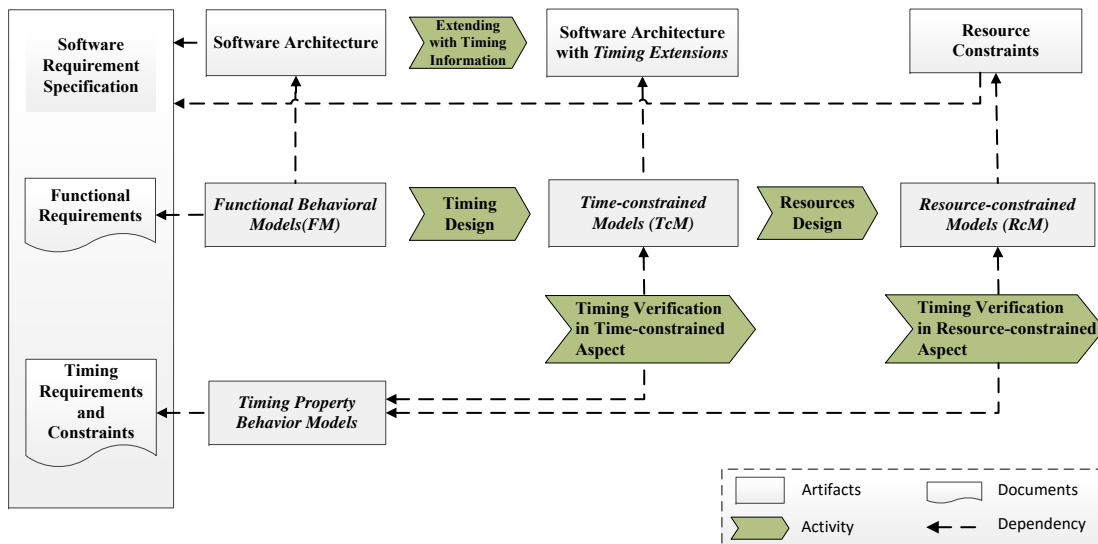 Software
Requirement
Specification
Software Architecture
Extending
with Timing
Information
Software Architecture
with Timing Extensions
Resource
Constraints
Functional
Requirements
Functional Behavioral
Models(FM)
Timing
Design
Time-constrained
Models (TcM)
Resources
Design
Resource-constrained
Models (RcM)
Timing Verification
in Time-constrained
Aspect
Timing Verification
in Resource-constrained
Aspect
Timing
Requirements
and
Constraints
Timing Property
Behavior Models
Artifacts
Documents
Activity
Dependency